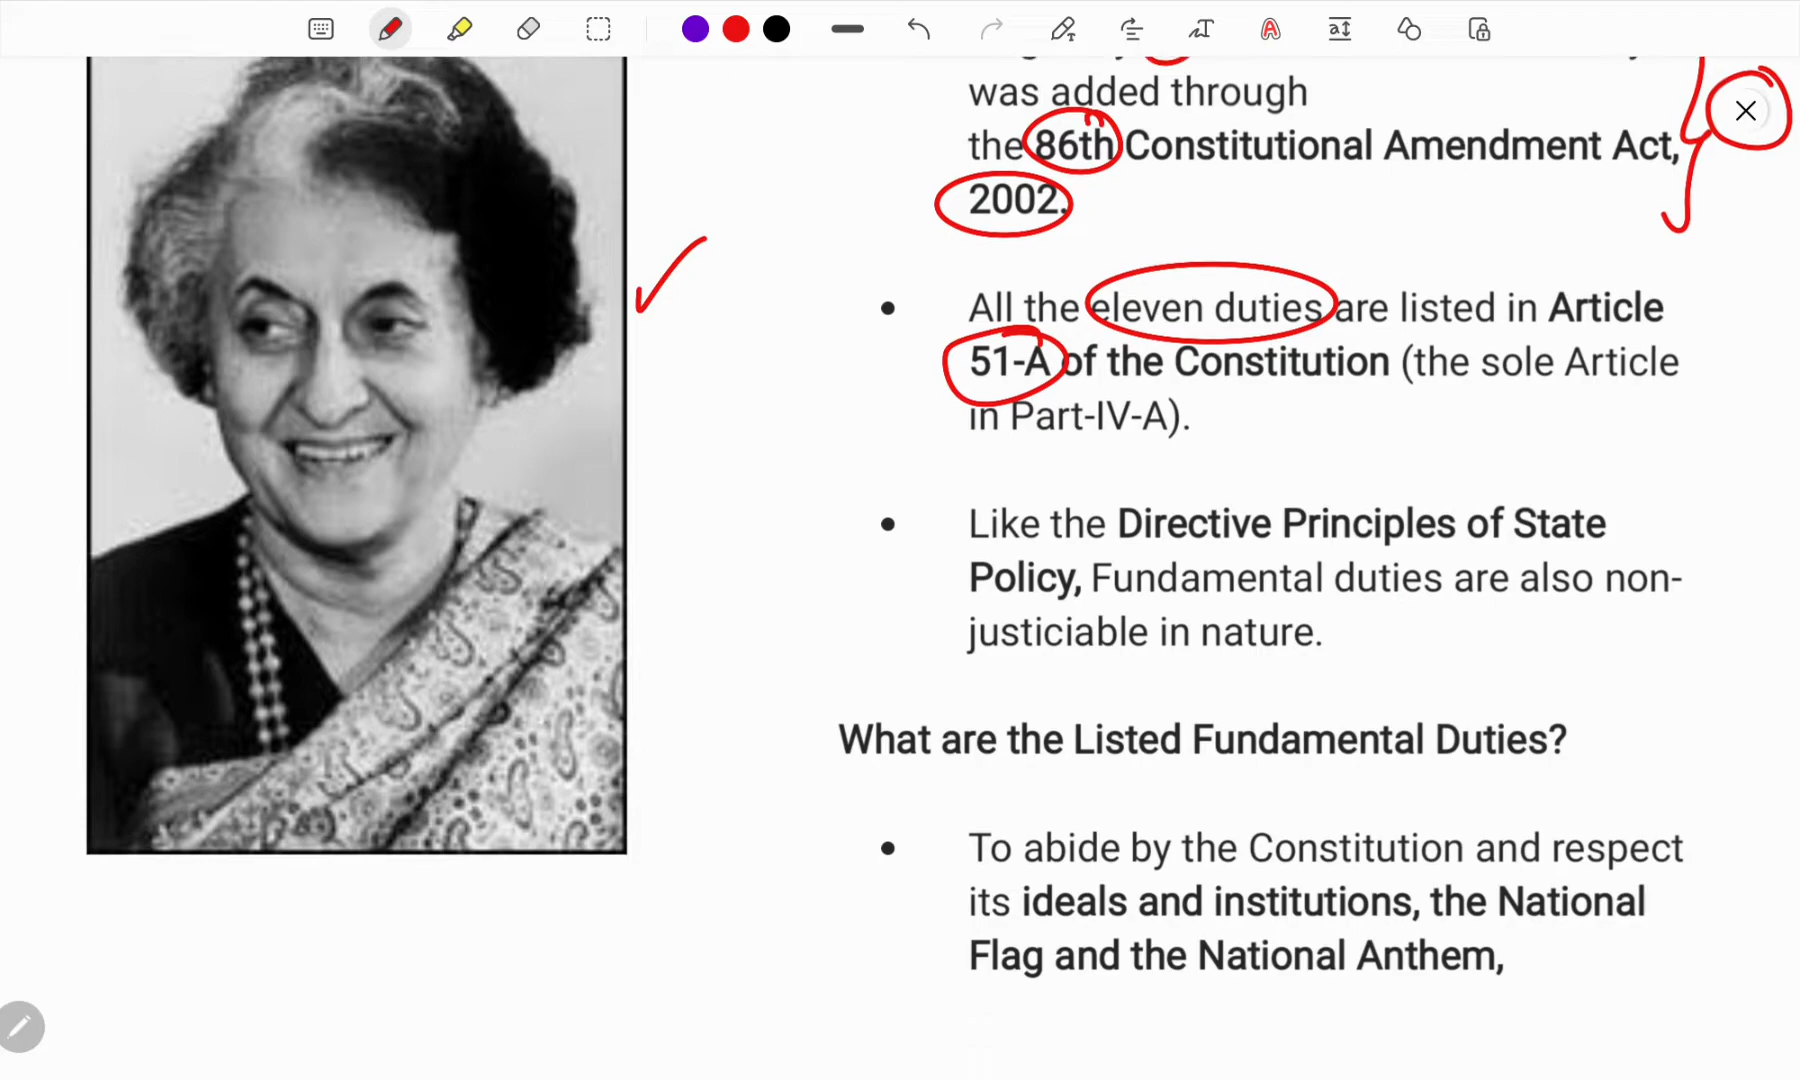 was added through
the 86th Constitutional Amendment Act,
2002.
All the eleven duties are listed in Article
51-A of the Constitution (the sole Article
in Part-IV-A).
Like the Directive Principles of State
Policy, Fundamental duties are also non-
justiciable in nature.
What are the Listed Fundamental Duties?
To abide by the Constitution and respect
its ideals and institutions, the National
Flag and the National Anthem,